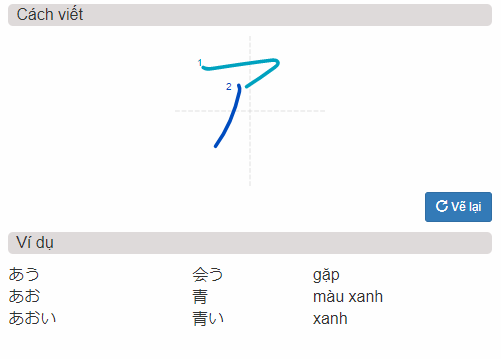 Cách viết
1
2
ア
Vẽ lại
Ví dụ
あう 会う gặp
あお 青 màu xanh
あおい 青い xanh